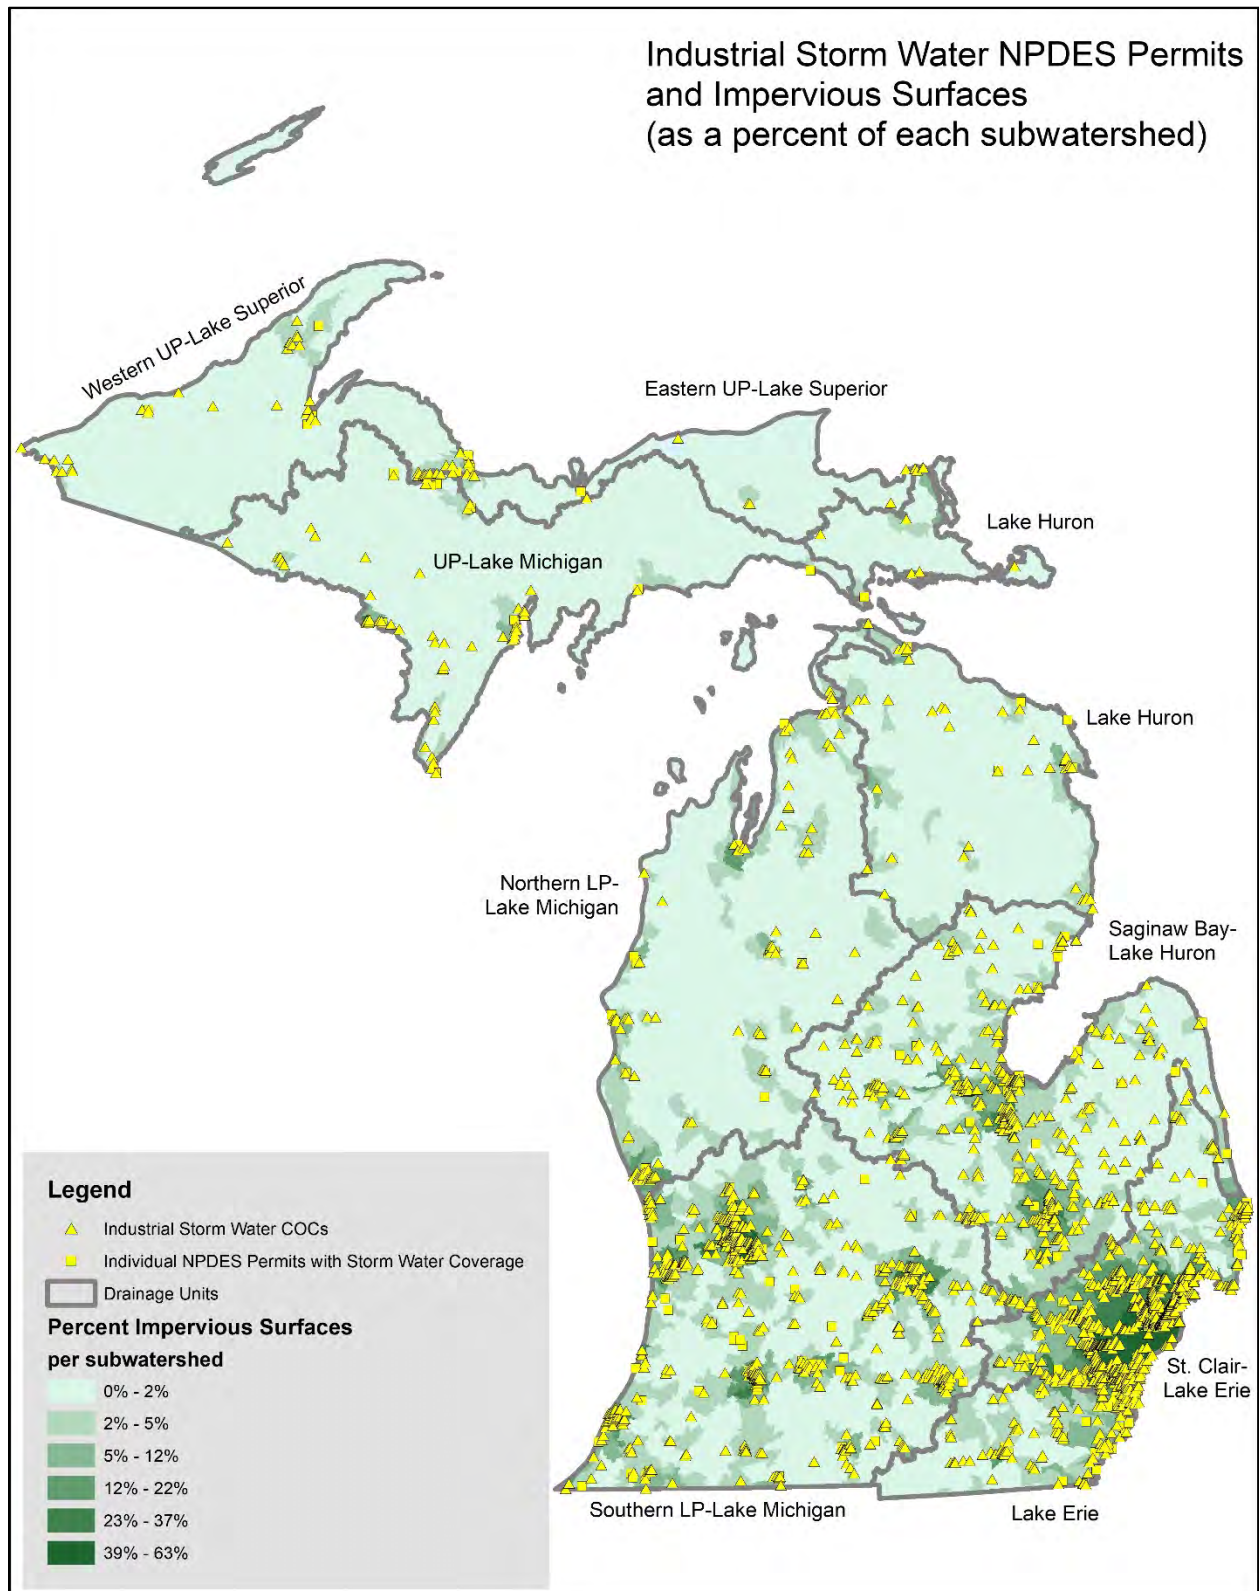 Industrial Storm Water NPDES Permits
and Impervious Surfaces
(as a percent of each subwatershed)
Western UP-Lake Superior
Eastern UP-Lake Superior
Lake Huron
UP-Lake Michigan
Lake Huron
Northern LP-
Lake Michigan
Saginaw Bay-
Lake Huron
Legend
Industrial Storm Water COCs
Individual NPDES Permits with Storm Water Coverage
Drainage Units
Percent Impervious Surfaces
per subwatershed
0% - 2%
2% - 5%
5% - 12%
12% - 22%
23% - 37%
39% - 63%
St. Clair-
Lake Erie
Southern LP-Lake Michigan
Lake Erie